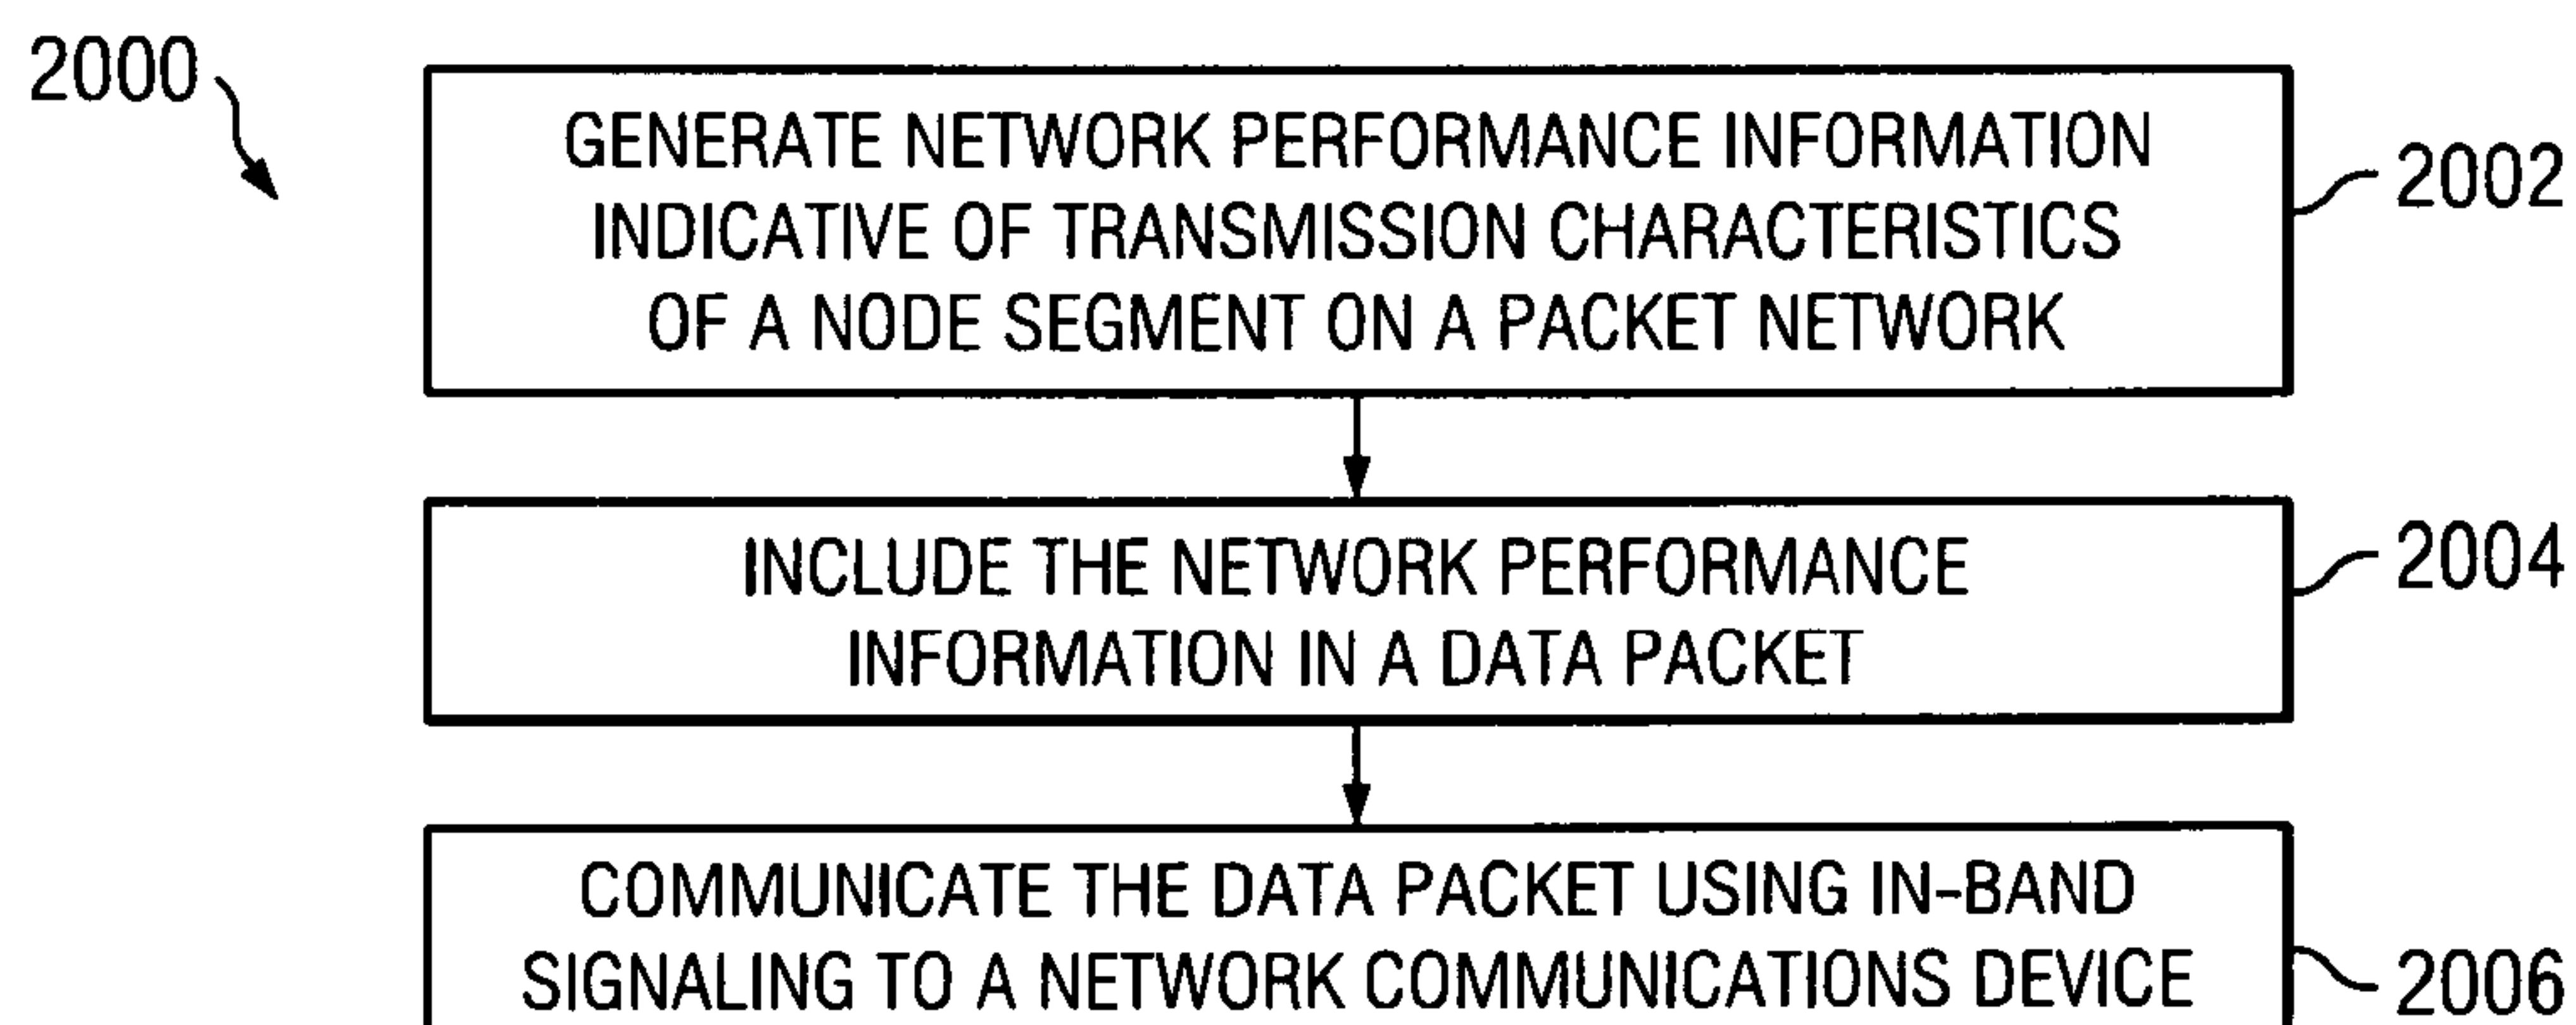 2000
GENERATE NETWORK PERFORMANCE INFORMATION
INDICATIVE OF TRANSMISSION CHARACTERISTICS
OF A NODE SEGMENT ON A PACKET NETWORK
2002
INCLUDE THE NETWORK PERFORMANCE
INFORMATION IN A DATA PACKET
2004
COMMUNICATE THE DATA PACKET USING IN-BAND
SIGNALING TO A NETWORK COMMUNICATIONS DEVICE
2006